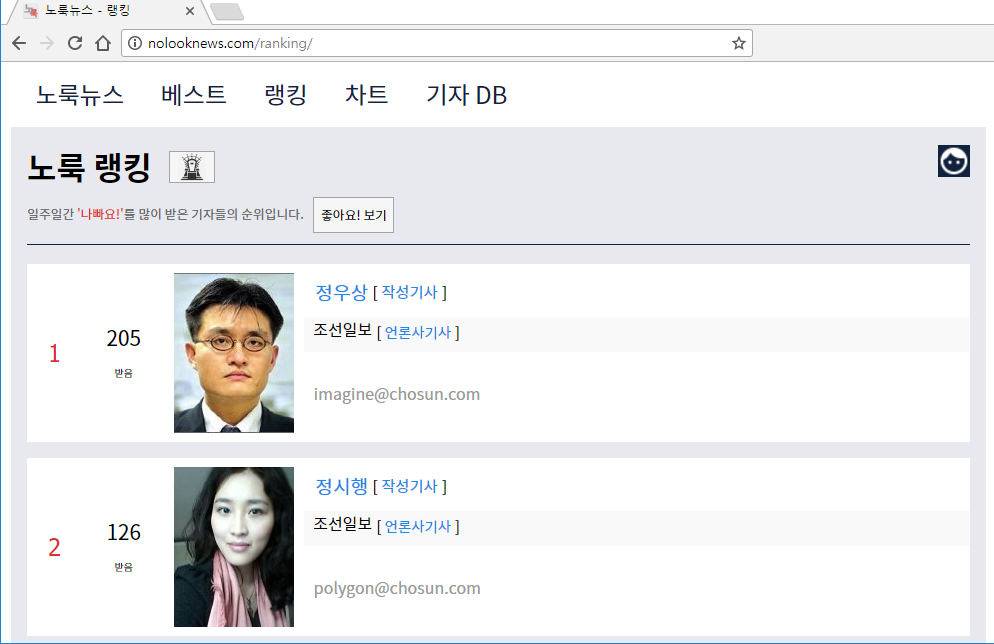 노룩뉴스 - 랭킹
nolooknews.com/ranking/
노룩뉴스 베스트 랭킹 차트 기자 DB
노룩 랭킹
일주일간 '나빠요!'를 많이 받은 기자들의 순위입니다. 좋아요! 보기
1
205
받음
정우상 [ 작성기사 ]
조선일보 [ 언론사기사 ]
imagine@chosun.com
2
126
받음
정시행 [ 작성기사 ]
조선일보 [ 언론사기사 ]
polygon@chosun.com